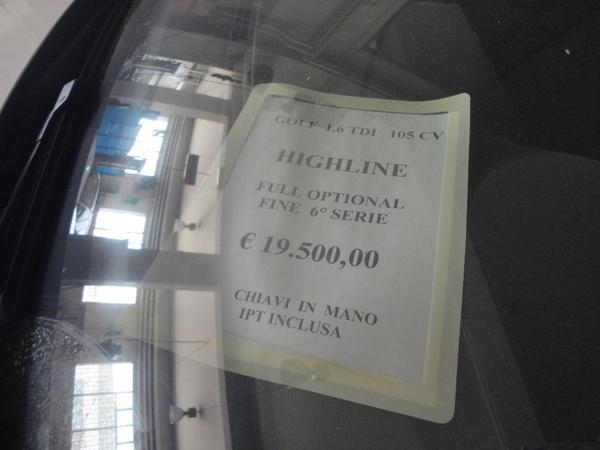 GOLF 1.6 TDI 105 CV
HIGHLINE
FULL OPTIONAL
FINE 6° SERIE
€ 19.500,00
CHIAVI IN MANO
IPT INCLUSA